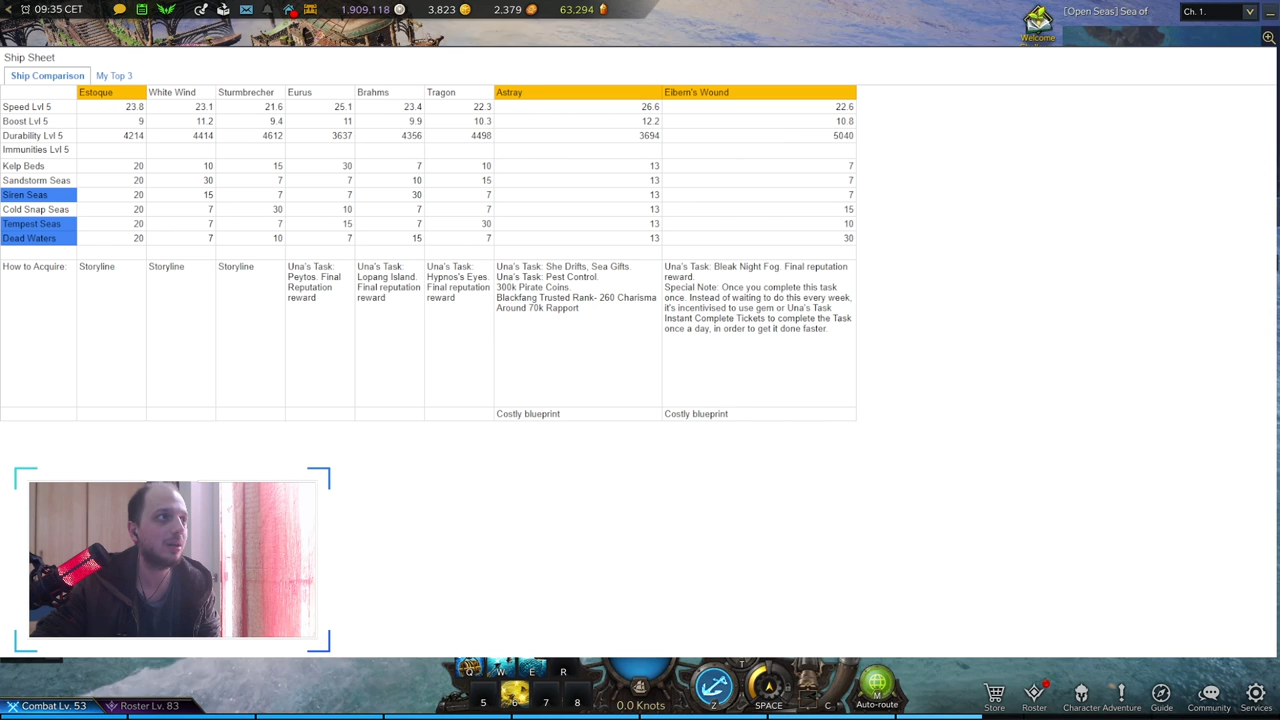 09:35 CET
1,909.118
3,823
2,379
63.294
[Open Seas] Sea of
Ch. 1.
Welcome
Ship Sheet
Ship Comparison
My Top 3
Estoque White Wind Sturmbrecher Eurus Brahms Tragon Astray Eibern's Wound
Speed Lvl 5 23.8 23.1 21.6 25.1 23.4 22.3 26.6 22.6
Boost Lvl 5 9 11.2 9.4 11 9.9 10.3 12.2 10.8
Durability Lvl 5 4214 4414 4612 3637 4356 4498 3694 5040
Immunities Lvl 5
Kelp Beds 20 10 15 30 7 10 13 7
Sandstorm Seas 20 30 7 7 10 15 13 7
Siren Seas 20 15 7 7 30 7 13 7
Cold Snap Seas 20 7 30 10 7 7 13 15
Tempest Seas 20 7 7 15 7 30 13 10
Dead Waters 20 7 10 7 15 7 13 30
How to Acquire:
Storyline
Storyline
Storyline
Una's Task:
Peytos. Final
Reputation
reward
Una's Task:
Lopang Island.
Final reputation
reward
Una's Task:
Hypnos's Eyes.
Final reputation
reward
Una's Task: She Drifts, Sea Gifts.
Una's Task: Pest Control.
300k Pirate Coins.
Blackfang Trusted Rank- 260 Charisma
Around 70k Rapport
Una's Task: Bleak Night Fog. Final reputation
reward.
Special Note: Once you complete this task
once. Instead of waiting to do this every week,
it's incentivised to use gem or Una's Task
Instant Complete Tickets to complete the Task
once a day, in order to get it done faster.
Costly blueprint
Costly blueprint
Q W E R
T
5 6 7 8
0.0 Knots
Z
SPACE
C
M
Auto-route
Combat Lv. 53
Roster Lv. 83
Store
Roster
Character
Adventure
Guide
Community
Services